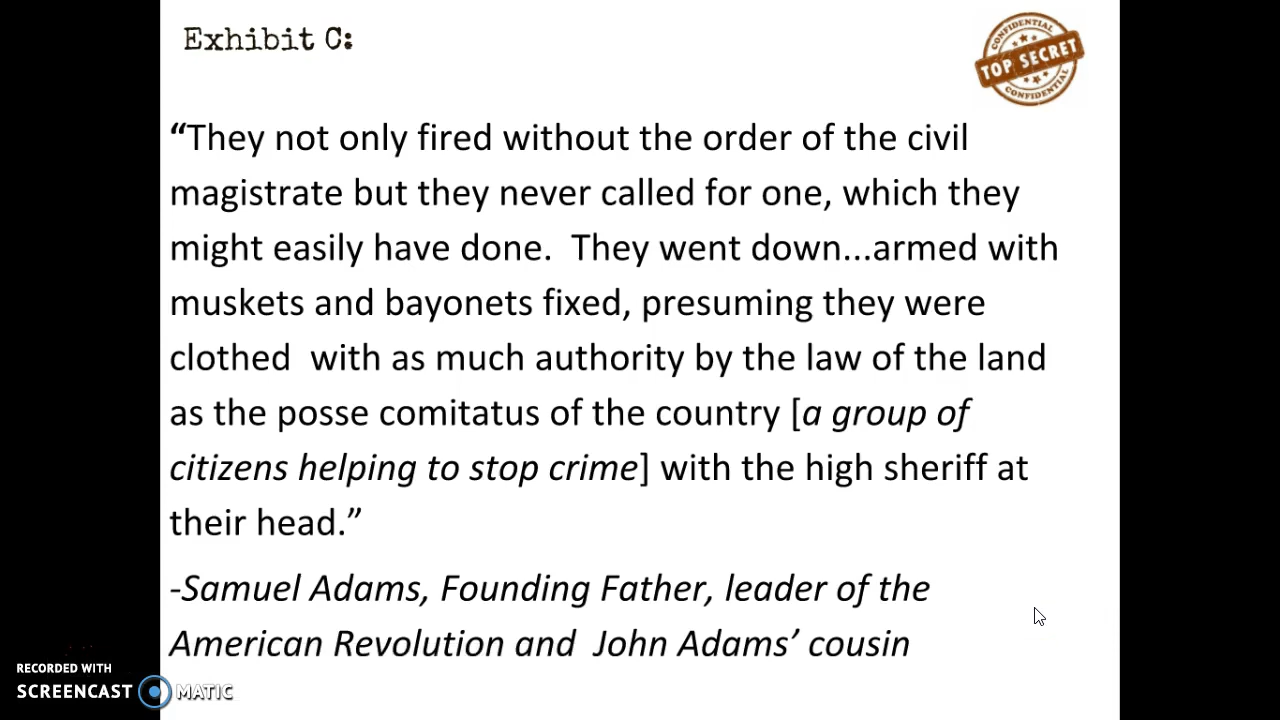 Exhibit C:
CONFIDENTIAL
TOP SECRET
CONFIDENTIAL
“They not only fired without the order of the civil
magistrate but they never called for one, which they
might easily have done.  They went down...armed with
muskets and bayonets fixed, presuming they were
clothed  with as much authority by the law of the land
as the posse comitatus of the country [a group of
citizens helping to stop crime] with the high sheriff at
their head.”
-Samuel Adams, Founding Father, leader of the
American Revolution and  John Adams’ cousin
RECORDED WITH
SCREENCAST MATIC